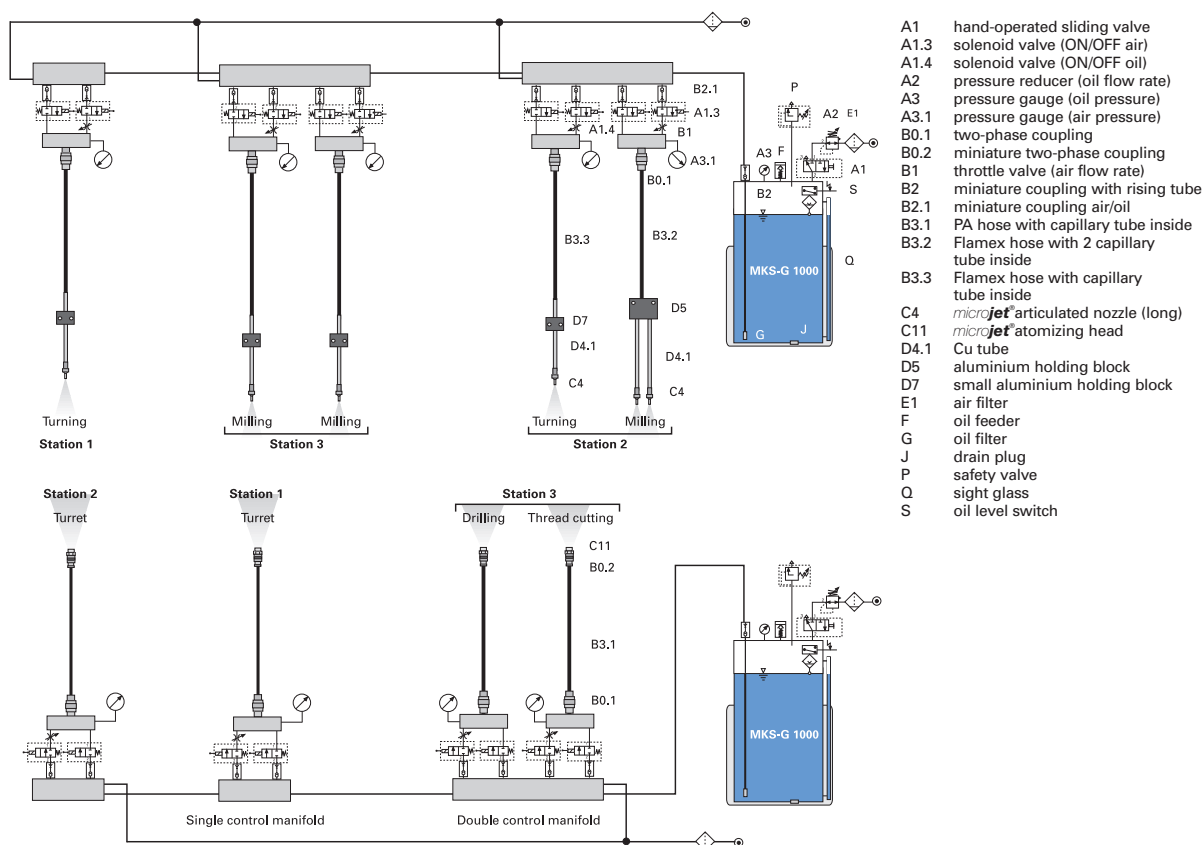 P
A2 E1
B2.1
A1.3
A1.4
B1
A3.1
A3
F
A1
B0.1
B2
S
B3.3
B3.2
MKS-G 1000
Q
D5
D7
D4.1
D4.1
G
J
C4
C4
Turning
Milling
Milling
Turning
Milling
Station 1
Station 3
Station 2
A1 hand-operated sliding valve
A1.3 solenoid valve (ON/OFF air)
A1.4 solenoid valve (ON/OFF oil)
A2 pressure reducer (oil flow rate)
A3 pressure gauge (oil pressure)
A3.1 pressure gauge (air pressure)
B0.1 two-phase coupling
B0.2 miniature two-phase coupling
B1 throttle valve (air flow rate)
B2 miniature coupling with rising tube
B2.1 miniature coupling air/oil
B3.1 PA hose with capillary tube inside
B3.2 Flamex hose with 2 capillary
tube inside
B3.3 Flamex hose with capillary
tube inside
C4 microjet® articulated nozzle (long)
C11 microjet® atomizing head
D4.1 Cu tube
D5 aluminium holding block
D7 small aluminium holding block
E1 air filter
F oil feeder
G oil filter
J drain plug
P safety valve
Q sight glass
S oil level switch
Station 2
Station 1
Station 3
Turret
Turret
Drilling
Thread cutting
C11
B0.2
B3.1
B0.1
MKS-G 1000
Single control manifold
Double control manifold